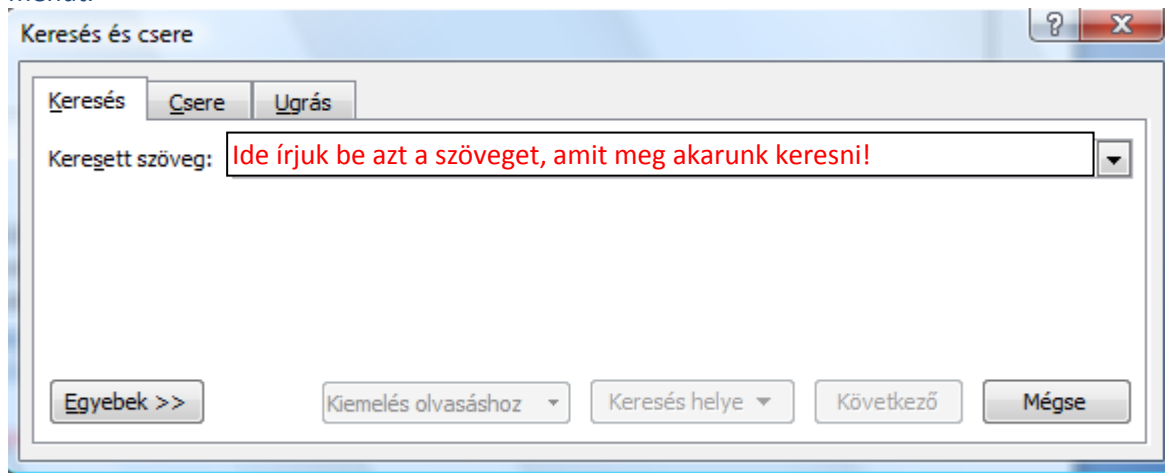 Keresés és csere
Keresés Csere Ugrás
Keresett szöveg: Ide írjuk be azt a szöveget, amit meg akarunk keresni!
Egyebek >> Kiemelés olvasáshoz Keresés helye Következő Mégse